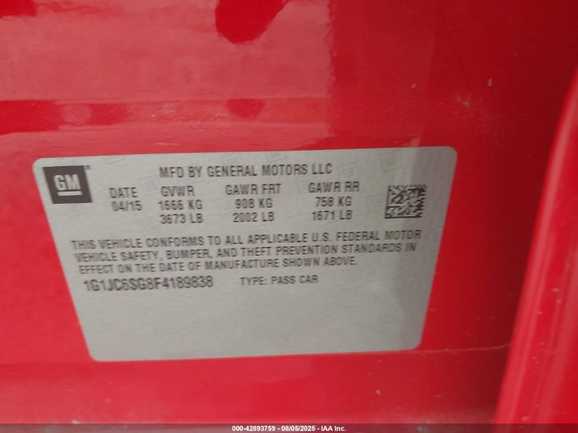 GM
MFD BY GENERAL MOTORS LLC
DATE GVWR GAWR FRT GAWR RR
04/15 1666 KG 908 KG 758 KG
3673 LB 2002 LB 1671 LB
THIS VEHICLE CONFORMS TO ALL APPLICABLE U.S. FEDERAL MOTOR
VEHICLE SAFETY, BUMPER, AND THEFT PREVENTION STANDARDS IN
EFFECT ON THE DATE OF MANUFACTURE SHOWN ABOVE.
1G1JC6SG8F4189838 TYPE: PASS CAR
000-42893759 - 08/05/2025 - IAA Inc.